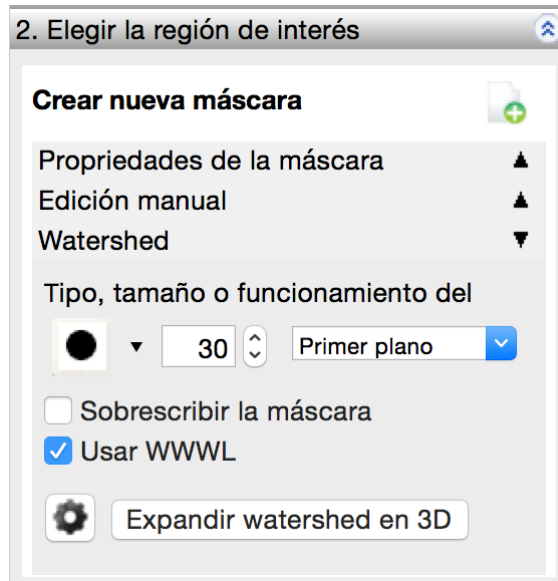 2. Elegir la región de interés
Crear nueva máscara
Propriedades de la máscara
Edición manual
Watershed
Tipo, tamaño o funcionamiento del
30 Primer plano
Sobrescribir la máscara
Usar WWWL
Expandir watershed en 3D